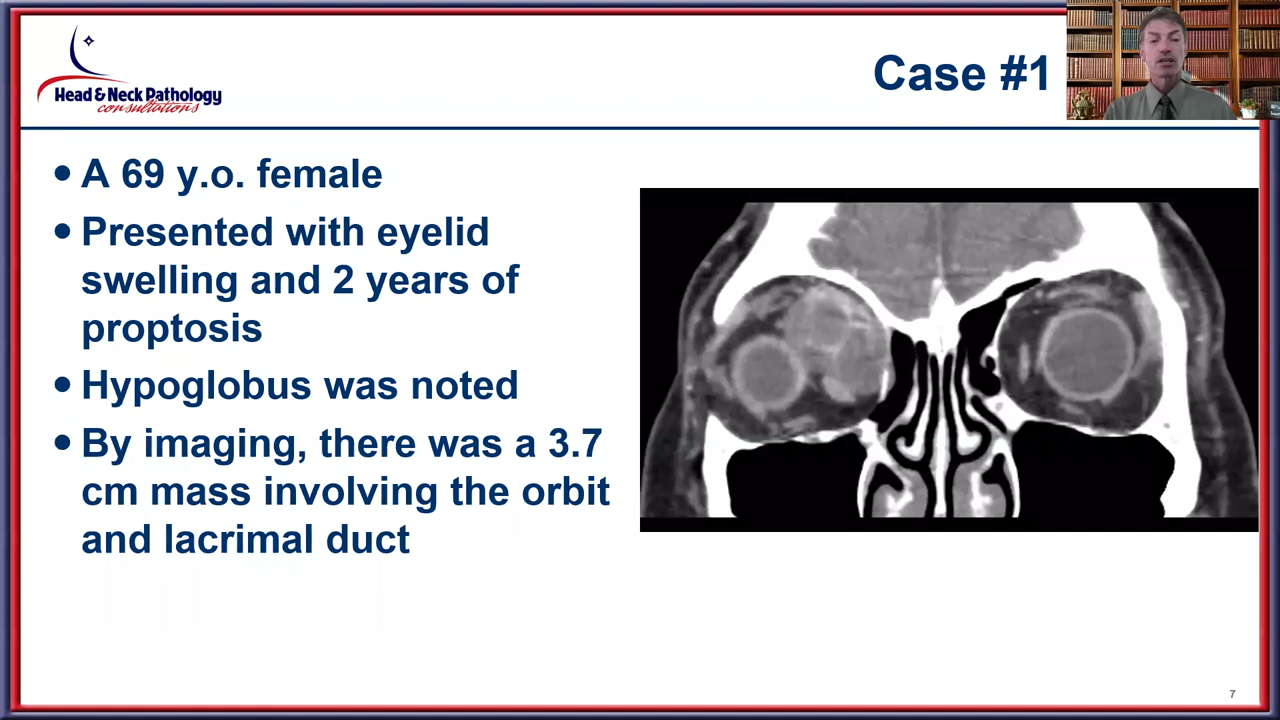 Head & Neck Pathology
consultations
Case #1
• A 69 y.o. female
• Presented with eyelid
swelling and 2 years of
proptosis
• Hypoglobus was noted
• By imaging, there was a 3.7
cm mass involving the orbit
and lacrimal duct
7